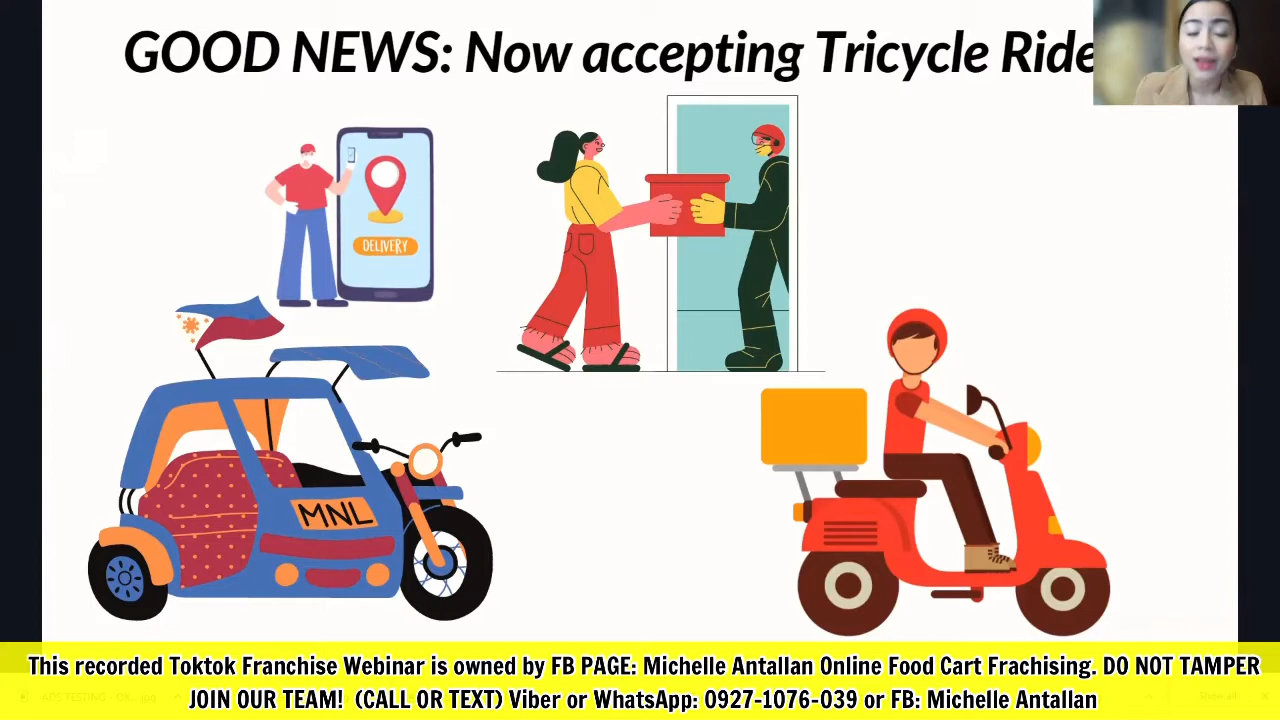 GOOD NEWS: Now accepting Tricycle Ride
DELIVERY
MNL
This recorded Toktok Franchise Webinar is owned by FB PAGE: Michelle Antallan Online Food Cart Frachising. DO NOT TAMPER
JOIN OUR TEAM! (CALL OR TEXT) Viber or WhatsApp: 0927-1076-039 or FB: Michelle Antallan
Show all